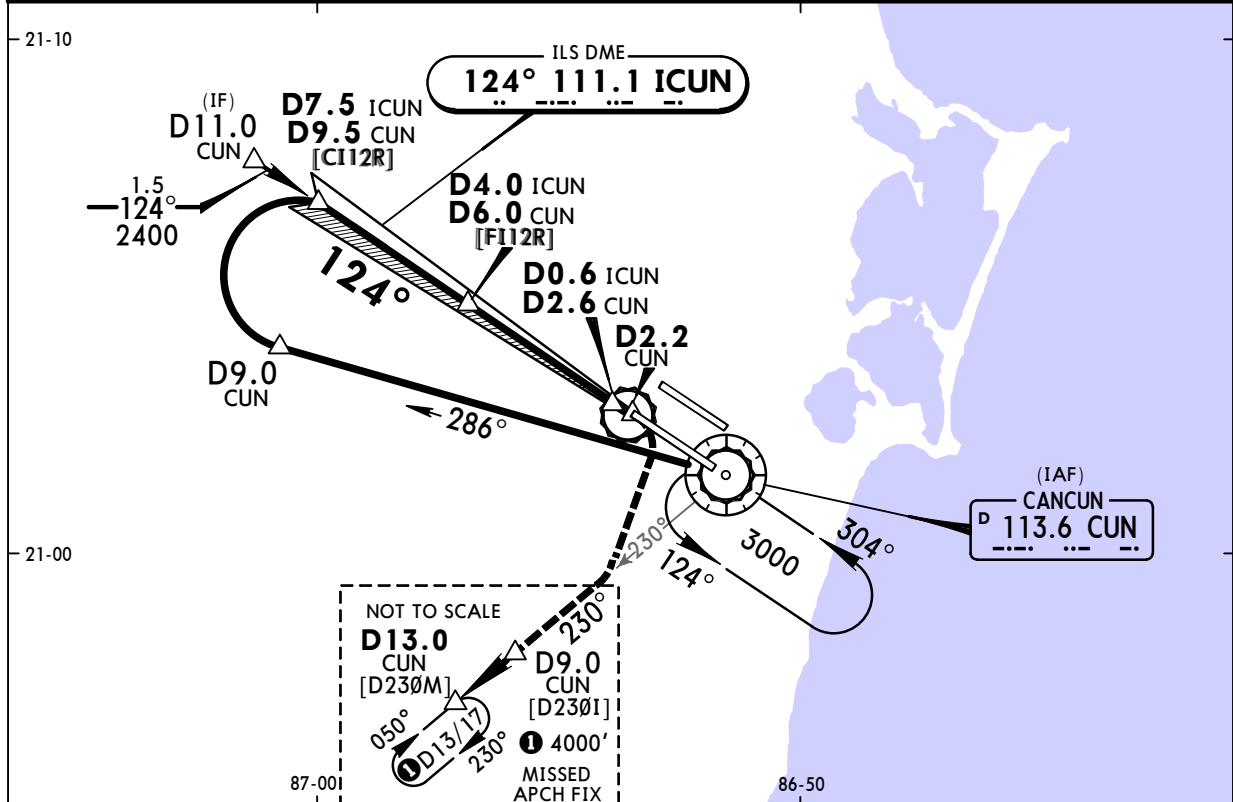 21-10
ILS DME
124° 111.1 ICUN
(IF)
D11.0
CUN
D7.5 ICUN
D9.5 CUN
[CI12R]
1.5
124°
2400
D4.0 ICUN
D6.0 CUN
[FI12R]
124°
D0.6 ICUN
D2.6 CUN
D2.2
CUN
D9.0
CUN
286°
(IAF)
CANCUN
D 113.6 CUN
304°
3000
124°
230°
21-00
NOT TO SCALE
D13.0
CUN
[D230M]
230°
D9.0
CUN
[D230I]
050°
1 D13/17
230°
1 4000'
MISSED
APCH FIX
87-00
86-50